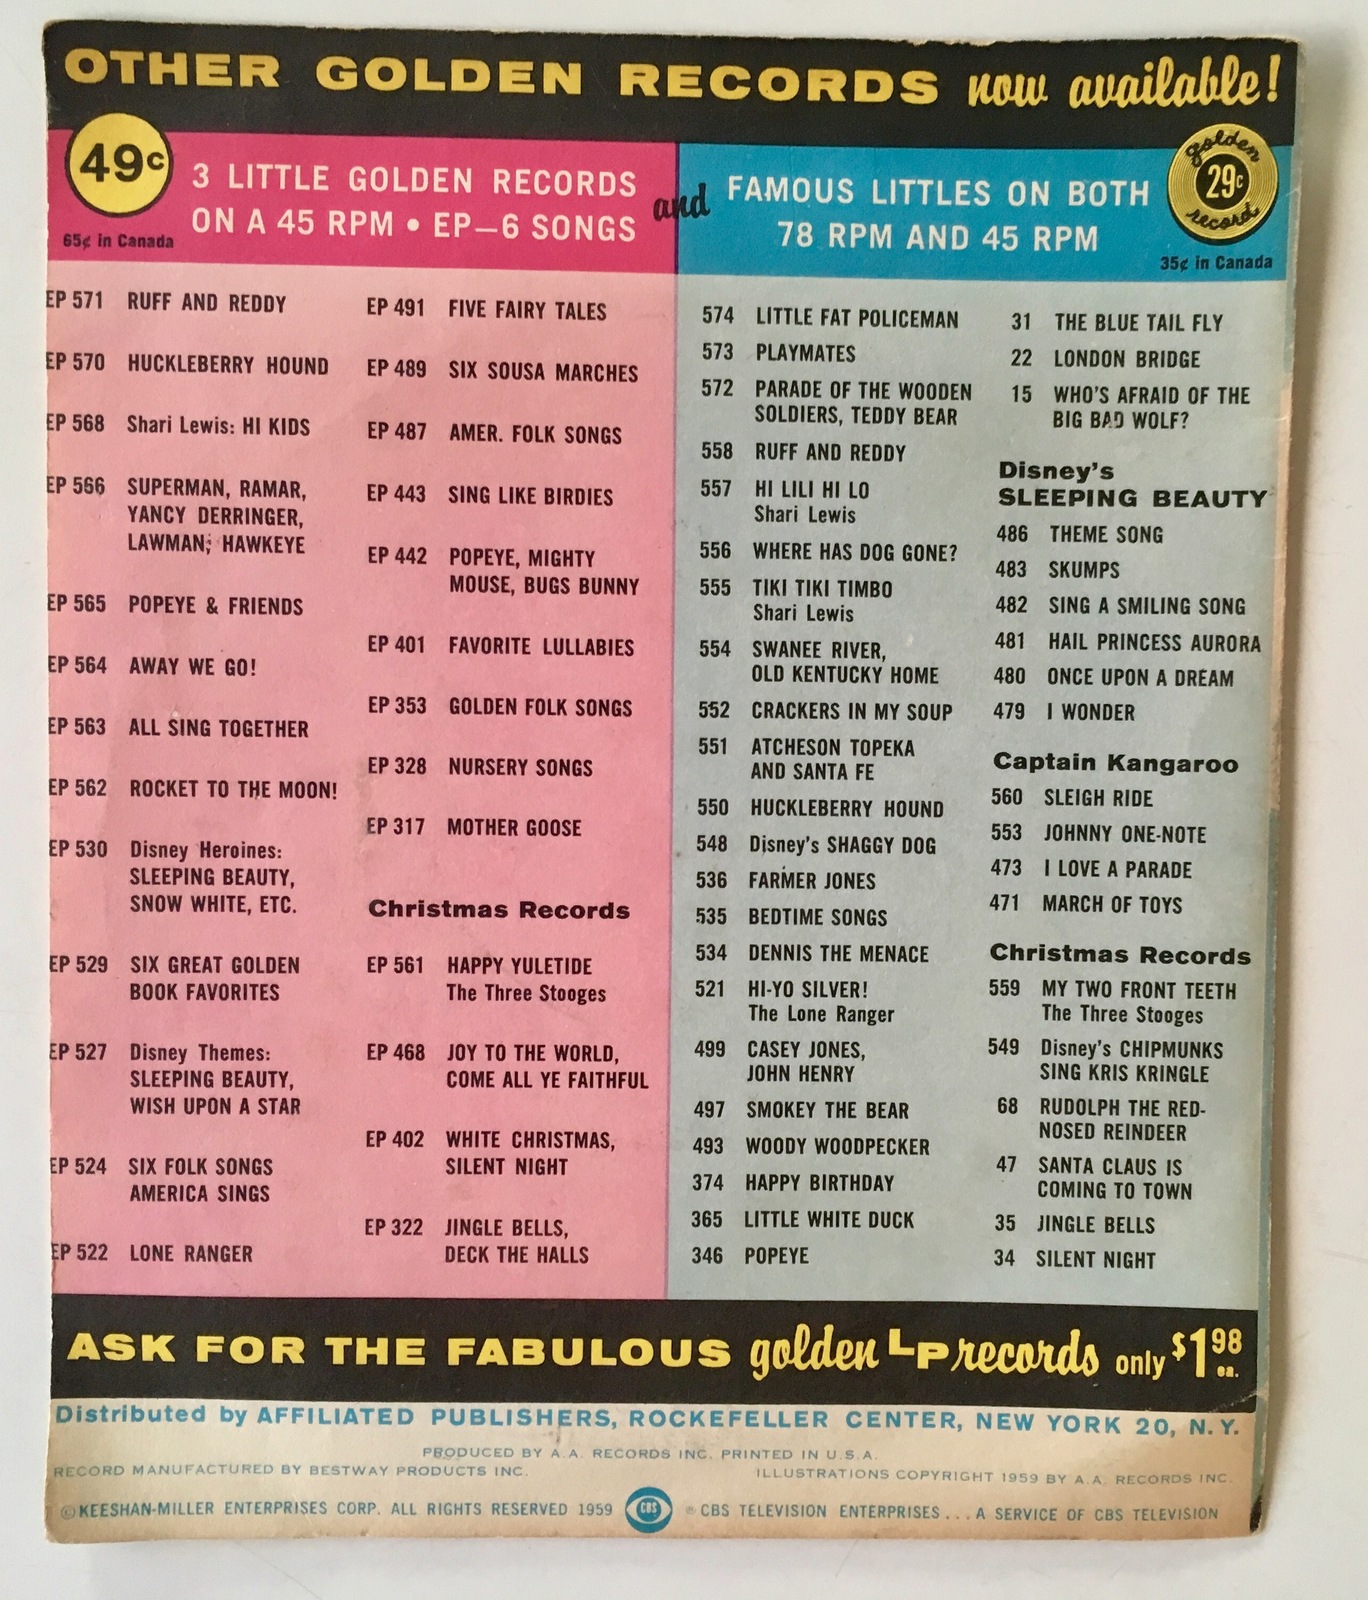 OTHER GOLDEN RECORDS now available!
49c
65¢ in Canada
3 LITTLE GOLDEN RECORDS
ON A 45 RPM • EP—6 SONGS
and
FAMOUS LITTLES ON BOTH
78 RPM AND 45 RPM
golden
29c
record
35¢ in Canada
EP 571 RUFF AND REDDY
EP 570 HUCKLEBERRY HOUND
EP 568 Shari Lewis: HI KIDS
EP 566 SUPERMAN, RAMAR,
YANCY DERRINGER,
LAWMAN, HAWKEYE
EP 565 POPEYE & FRIENDS
EP 564 AWAY WE GO!
EP 563 ALL SING TOGETHER
EP 562 ROCKET TO THE MOON!
EP 530 Disney Heroines:
SLEEPING BEAUTY,
SNOW WHITE, ETC.
EP 529 SIX GREAT GOLDEN
BOOK FAVORITES
EP 527 Disney Themes:
SLEEPING BEAUTY,
WISH UPON A STAR
EP 524 SIX FOLK SONGS
AMERICA SINGS
EP 522 LONE RANGER
EP 491 FIVE FAIRY TALES
EP 489 SIX SOUSA MARCHES
EP 487 AMER. FOLK SONGS
EP 443 SING LIKE BIRDIES
EP 442 POPEYE, MIGHTY
MOUSE, BUGS BUNNY
EP 401 FAVORITE LULLABIES
EP 353 GOLDEN FOLK SONGS
EP 328 NURSERY SONGS
EP 317 MOTHER GOOSE
Christmas Records
EP 561 HAPPY YULETIDE
The Three Stooges
EP 468 JOY TO THE WORLD,
COME ALL YE FAITHFUL
EP 402 WHITE CHRISTMAS,
SILENT NIGHT
EP 322 JINGLE BELLS,
DECK THE HALLS
574 LITTLE FAT POLICEMAN
573 PLAYMATES
572 PARADE OF THE WOODEN
SOLDIERS, TEDDY BEAR
558 RUFF AND REDDY
557 HI LILI HI LO
Shari Lewis
556 WHERE HAS DOG GONE?
555 TIKI TIKI TIMBO
Shari Lewis
554 SWANEE RIVER,
OLD KENTUCKY HOME
552 CRACKERS IN MY SOUP
551 ATCHESON TOPEKA
AND SANTA FE
550 HUCKLEBERRY HOUND
548 Disney's SHAGGY DOG
536 FARMER JONES
535 BEDTIME SONGS
534 DENNIS THE MENACE
521 HI-YO SILVER!
The Lone Ranger
499 CASEY JONES,
JOHN HENRY
497 SMOKEY THE BEAR
493 WOODY WOODPECKER
374 HAPPY BIRTHDAY
365 LITTLE WHITE DUCK
346 POPEYE
31 THE BLUE TAIL FLY
22 LONDON BRIDGE
15 WHO'S AFRAID OF THE
BIG BAD WOLF?
Disney's
SLEEPING BEAUTY
486 THEME SONG
483 SKUMPS
482 SING A SMILING SONG
481 HAIL PRINCESS AURORA
480 ONCE UPON A DREAM
479 I WONDER
Captain Kangaroo
560 SLEIGH RIDE
553 JOHNNY ONE-NOTE
473 I LOVE A PARADE
471 MARCH OF TOYS
Christmas Records
559 MY TWO FRONT TEETH
The Three Stooges
549 Disney's CHIPMUNKS
SING KRIS KRINGLE
68 RUDOLPH THE RED-
NOSED REINDEER
47 SANTA CLAUS IS
COMING TO TOWN
35 JINGLE BELLS
34 SILENT NIGHT
ASK FOR THE FABULOUS golden LP records only $1.98 ea.
Distributed by AFFILIATED PUBLISHERS, ROCKEFELLER CENTER, NEW YORK 20, N.Y.
PRODUCED BY A.A. RECORDS INC. PRINTED IN U.S.A.
RECORD MANUFACTURED BY BESTWAY PRODUCTS INC. ILLUSTRATIONS COPYRIGHT 1959 BY A.A. RECORDS INC.
© KEESHAN-MILLER ENTERPRISES CORP. ALL RIGHTS RESERVED 1959 CBS ® CBS TELEVISION ENTERPRISES...A SERVICE OF CBS TELEVISION